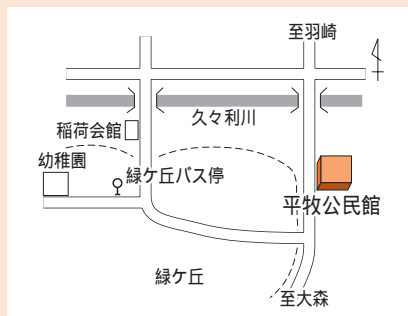 至羽崎
久々利川
稲荷会館
幼稚園
緑ケ丘バス停
平牧公民館
緑ケ丘
至大森